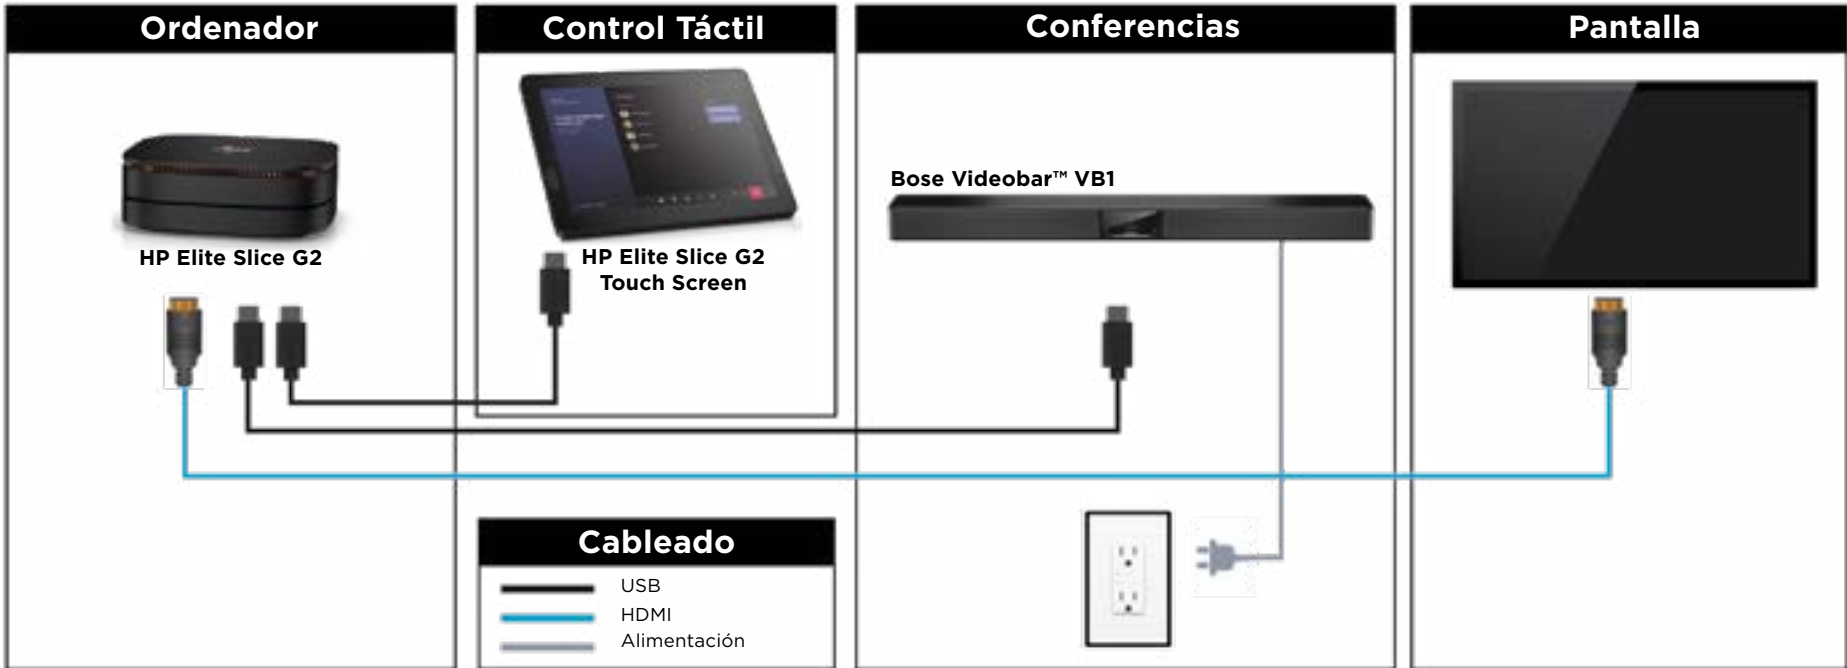 Ordenador
Control Táctil
Conferencias
Pantalla
HP Elite Slice G2
HP Elite Slice G2
Touch Screen
Bose Videobar™ VB1
Cableado
USB
HDMI
Alimentación